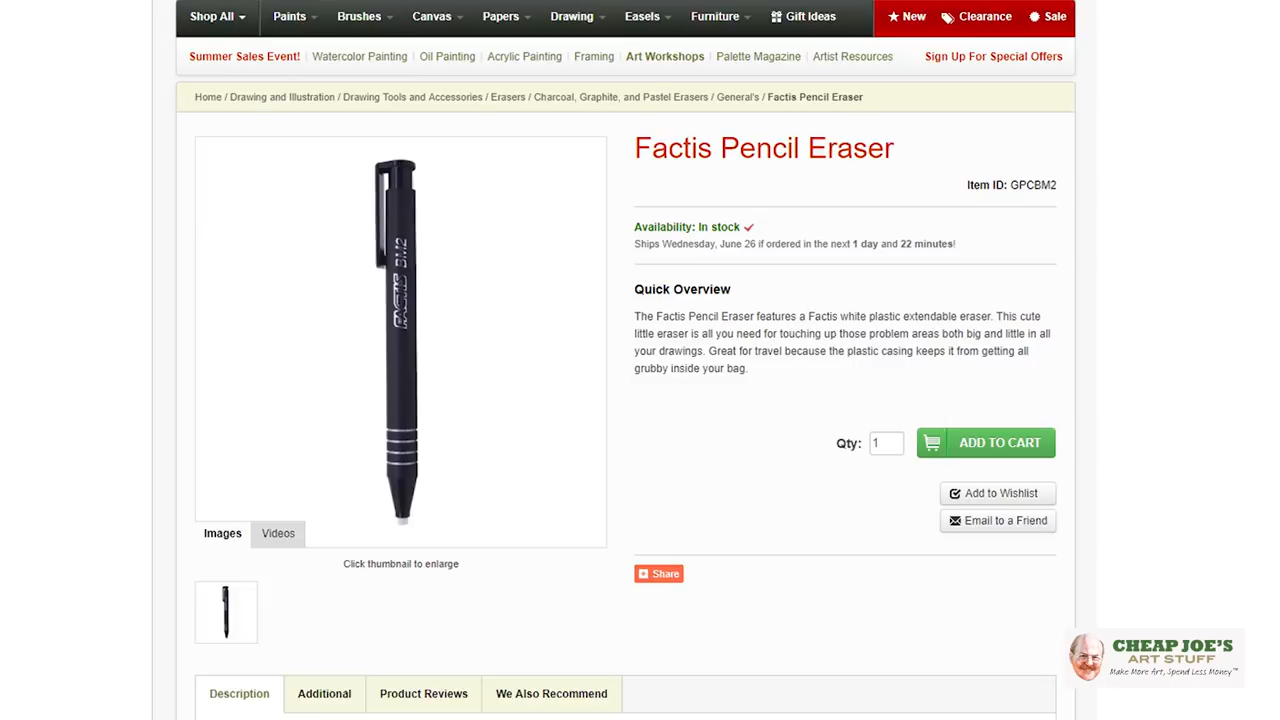 Shop All Paints Brushes Canvas Papers Drawing Easels Furniture Gift Ideas New Clearance Sale
Summer Sales Event! Watercolor Painting Oil Painting Acrylic Painting Framing Art Workshops Palette Magazine Artist Resources Sign Up For Special Offers
Home / Drawing and Illustration / Drawing Tools and Accessories / Erasers / Charcoal, Graphite, and Pastel Erasers / General's / Factis Pencil Eraser
Factis Pencil Eraser
Item ID: GPCBM2
Availability: In stock
Ships Wednesday, June 26 if ordered in the next 1 day and 22 minutes!
Quick Overview
The Factis Pencil Eraser features a Factis white plastic extendable eraser. This cute
little eraser is all you need for touching up those problem areas both big and little in all
your drawings. Great for travel because the plastic casing keeps it from getting all
grubby inside your bag.
FACTIS BM2
Qty: 1 ADD TO CART
Add to Wishlist
Email to a Friend
Images Videos
Click thumbnail to enlarge
Share
CHEAP JOE'S
ART STUFF
Make More Art, Spend Less Money™
Description Additional Product Reviews We Also Recommend